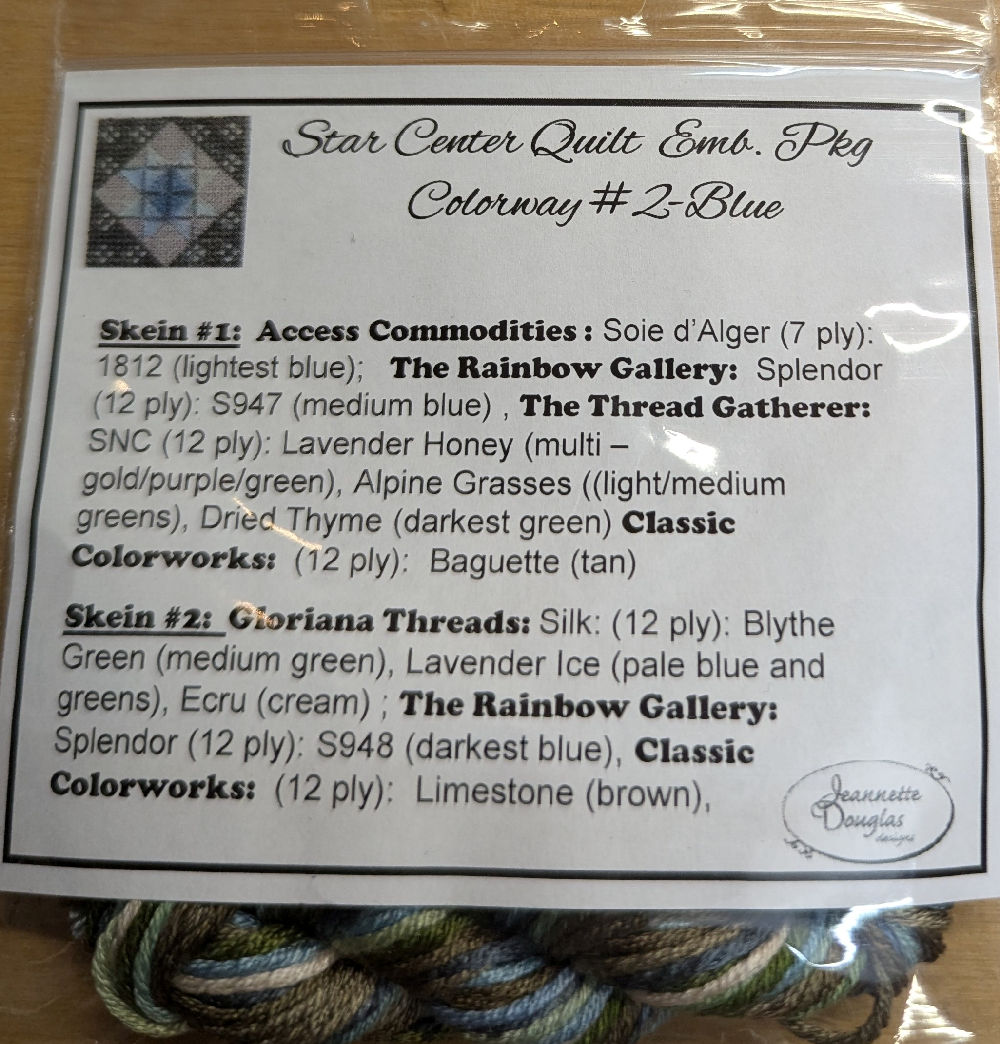 Star Center Quilt Emb. Pkg
Colorway # 2-Blue
Skein #1: Access Commodities : Soie d'Alger (7 ply):
1812 (lightest blue); The Rainbow Gallery: Splendor
(12 ply): S947 (medium blue) , The Thread Gatherer:
SNC (12 ply): Lavender Honey (multi –
gold/purple/green), Alpine Grasses ((light/medium
greens), Dried Thyme (darkest green) Classic
Colorworks: (12 ply): Baguette (tan)
Skein #2: Gloriana Threads: Silk: (12 ply): Blythe
Green (medium green), Lavender Ice (pale blue and
greens), Ecru (cream) ; The Rainbow Gallery:
Splendor (12 ply): S948 (darkest blue), Classic
Colorworks: (12 ply): Limestone (brown),
Jeannette
Douglas
designs